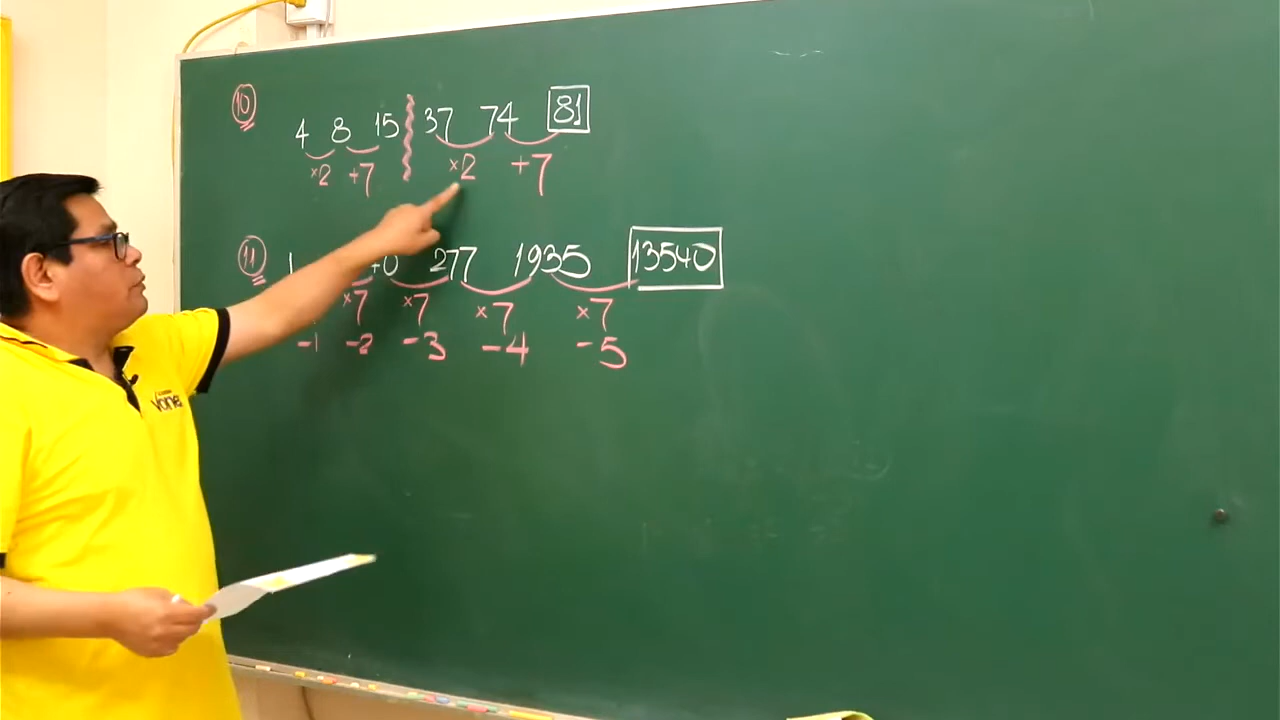 10
4 8 15 37 74 81
×2 +7 ×2 +7
11
1 40 277 1935 13540
×7 ×7 ×7 ×7
-1 -2 -3 -4 -5